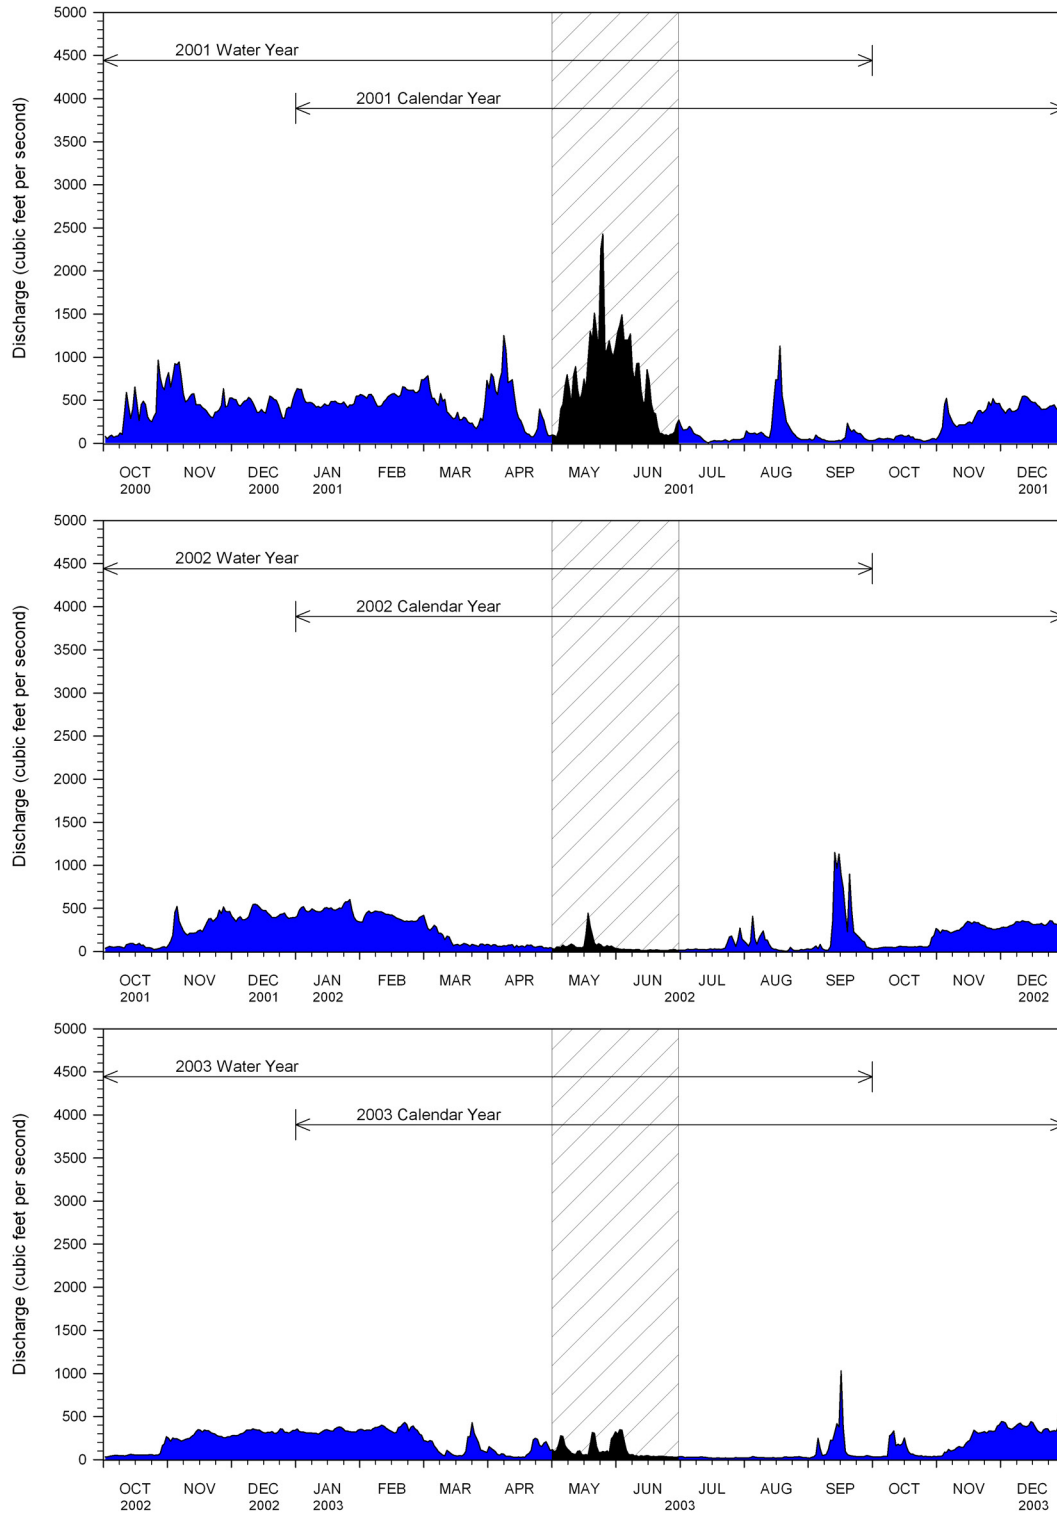 5000
4500
4000
3500
3000
2500
2000
1500
1000
500
0
Discharge (cubic feet per second)
2001 Water Year
2001 Calendar Year
OCT NOV DEC JAN FEB MAR APR MAY JUN JUL AUG SEP OCT NOV DEC
2000 2000 2001 2001 2001
5000
4500
4000
3500
3000
2500
2000
1500
1000
500
0
Discharge (cubic feet per second)
2002 Water Year
2002 Calendar Year
OCT NOV DEC JAN FEB MAR APR MAY JUN JUL AUG SEP OCT NOV DEC
2001 2001 2002 2002 2002
5000
4500
4000
3500
3000
2500
2000
1500
1000
500
0
Discharge (cubic feet per second)
2003 Water Year
2003 Calendar Year
OCT NOV DEC JAN FEB MAR APR MAY JUN JUL AUG SEP OCT NOV DEC
2002 2002 2003 2003 2003